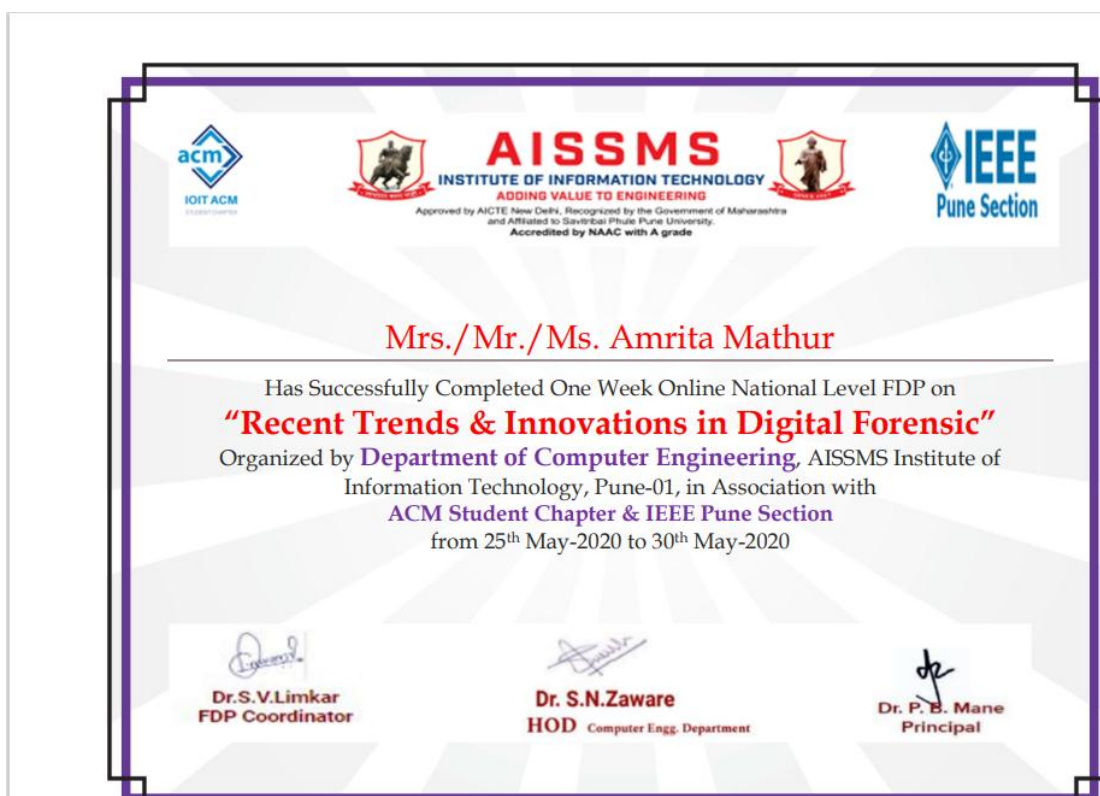 acm
IOIT ACM
STUDENT CHAPTER
AISSMS
INSTITUTE OF INFORMATION TECHNOLOGY
ADDING VALUE TO ENGINEERING
Approved by AICTE New Delhi, Recognized by the Government of Maharashtra
and Affiliated to Savitribai Phule Pune University.
Accredited by NAAC with A grade
IEEE
Pune Section
Mrs./Mr./Ms. Amrita Mathur
Has Successfully Completed One Week Online National Level FDP on
“Recent Trends & Innovations in Digital Forensic”
Organized by Department of Computer Engineering, AISSMS Institute of
Information Technology, Pune-01, in Association with
ACM Student Chapter & IEEE Pune Section
from 25th May-2020 to 30th May-2020
Dr.S.V.Limkar
FDP Coordinator
Dr. S.N.Zaware
HOD Computer Engg. Department
Dr. P. B. Mane
Principal